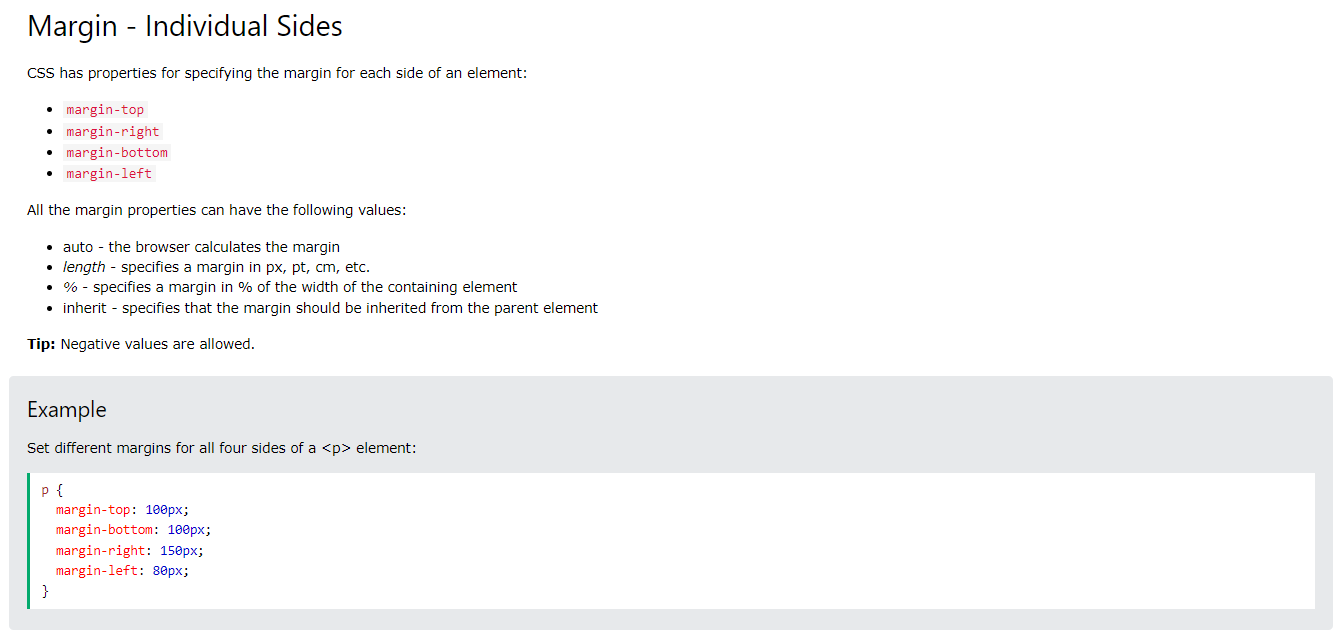 Margin - Individual Sides
CSS has properties for specifying the margin for each side of an element:
margin-top
margin-right
margin-bottom
margin-left
All the margin properties can have the following values:
auto - the browser calculates the margin
length - specifies a margin in px, pt, cm, etc.
% - specifies a margin in % of the width of the containing element
inherit - specifies that the margin should be inherited from the parent element
Tip: Negative values are allowed.
Example
Set different margins for all four sides of a <p> element:
p {
  margin-top: 100px;
  margin-bottom: 100px;
  margin-right: 150px;
  margin-left: 80px;
}